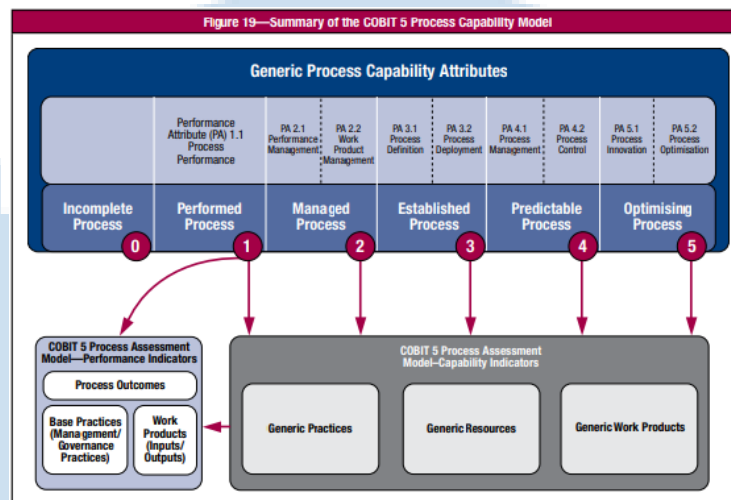 Figure 19—Summary of the COBIT 5 Process Capability Model
Generic Process Capability Attributes
Performance
Attribute (PA) 1.1
Process
Performance
PA 2.1
Performance
Management
PA 2.2
Work
Product
Management
PA 3.1
Process
Definition
PA 3.2
Process
Deployment
PA 4.1
Process
Management
PA 4.2
Process
Control
PA 5.1
Process
Innovation
PA 5.2
Process
Optimisation
Incomplete
Process
0
Performed
Process
1
Managed
Process
2
Established
Process
3
Predictable
Process
4
Optimising
Process
5
COBIT 5 Process Assessment
Model—Performance Indicators
Process Outcomes
Base Practices
(Management/
Governance
Practices)
Work
Products
(Inputs/
Outputs)
COBIT 5 Process Assessment
Model–Capability Indicators
Generic Practices
Generic Resources
Generic Work Products